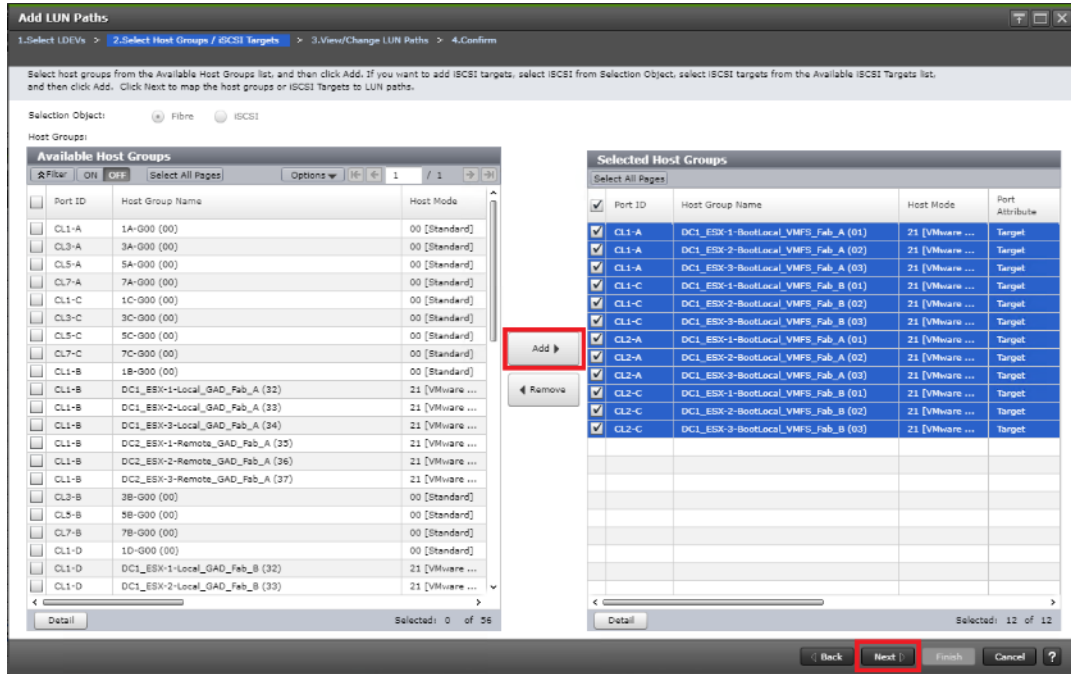 Add LUN Paths
1.Select LDEVs > 2.Select Host Groups / iSCSI Targets > 3.View/Change LUN Paths > 4.Confirm
Select host groups from the Available Host Groups list, and then click Add. If you want to add iSCSI targets, select iSCSI from Selection Object, select iSCSI targets from the Available iSCSI Targets list,
and then click Add. Click Next to map the host groups or iSCSI Targets to LUN paths.
Selection Object: Fibre iSCSI
Host Groups:
Available Host Groups
Filter ON OFF Select All Pages Options 1 / 1
Port ID Host Group Name Host Mode
CL1-A 1A-G00 (00) 00 [Standard]
CL3-A 3A-G00 (00) 00 [Standard]
CL5-A 5A-G00 (00) 00 [Standard]
CL7-A 7A-G00 (00) 00 [Standard]
CL1-C 1C-G00 (00) 00 [Standard]
CL3-C 3C-G00 (00) 00 [Standard]
CL5-C 5C-G00 (00) 00 [Standard]
CL7-C 7C-G00 (00) 00 [Standard]
CL1-B 1B-G00 (00) 00 [Standard]
CL1-B DC1_ESX-1-Local_GAD_Fab_A (32) 21 [VMware ...
CL1-B DC1_ESX-2-Local_GAD_Fab_A (33) 21 [VMware ...
CL1-B DC1_ESX-3-Local_GAD_Fab_A (34) 21 [VMware ...
CL1-B DC2_ESX-1-Remote_GAD_Fab_A (35) 21 [VMware ...
CL1-B DC2_ESX-2-Remote_GAD_Fab_A (36) 21 [VMware ...
CL1-B DC2_ESX-3-Remote_GAD_Fab_A (37) 21 [VMware ...
CL3-B 3B-G00 (00) 00 [Standard]
CL5-B 5B-G00 (00) 00 [Standard]
CL7-B 7B-G00 (00) 00 [Standard]
CL1-D 1D-G00 (00) 00 [Standard]
CL1-D DC1_ESX-1-Local_GAD_Fab_B (32) 21 [VMware ...
CL1-D DC1_ESX-2-Local_GAD_Fab_B (33) 21 [VMware ...
Detail Selected: 0 of 56
Add
Remove
Selected Host Groups
Select All Pages
Port ID Host Group Name Host Mode Port Attribute
CL1-A DC1_ESX-1-BootLocal_VMFS_Fab_A (01) 21 [VMware ... Target
CL1-A DC1_ESX-2-BootLocal_VMFS_Fab_A (02) 21 [VMware ... Target
CL1-A DC1_ESX-3-BootLocal_VMFS_Fab_A (03) 21 [VMware ... Target
CL1-C DC1_ESX-1-BootLocal_VMFS_Fab_B (01) 21 [VMware ... Target
CL1-C DC1_ESX-2-BootLocal_VMFS_Fab_B (02) 21 [VMware ... Target
CL1-C DC1_ESX-3-BootLocal_VMFS_Fab_B (03) 21 [VMware ... Target
CL2-A DC1_ESX-1-BootLocal_VMFS_Fab_A (01) 21 [VMware ... Target
CL2-A DC1_ESX-2-BootLocal_VMFS_Fab_A (02) 21 [VMware ... Target
CL2-A DC1_ESX-3-BootLocal_VMFS_Fab_A (03) 21 [VMware ... Target
CL2-C DC1_ESX-1-BootLocal_VMFS_Fab_B (01) 21 [VMware ... Target
CL2-C DC1_ESX-2-BootLocal_VMFS_Fab_B (02) 21 [VMware ... Target
CL2-C DC1_ESX-3-BootLocal_VMFS_Fab_B (03) 21 [VMware ... Target
Detail Selected: 12 of 12
Back Next Finish Cancel ?